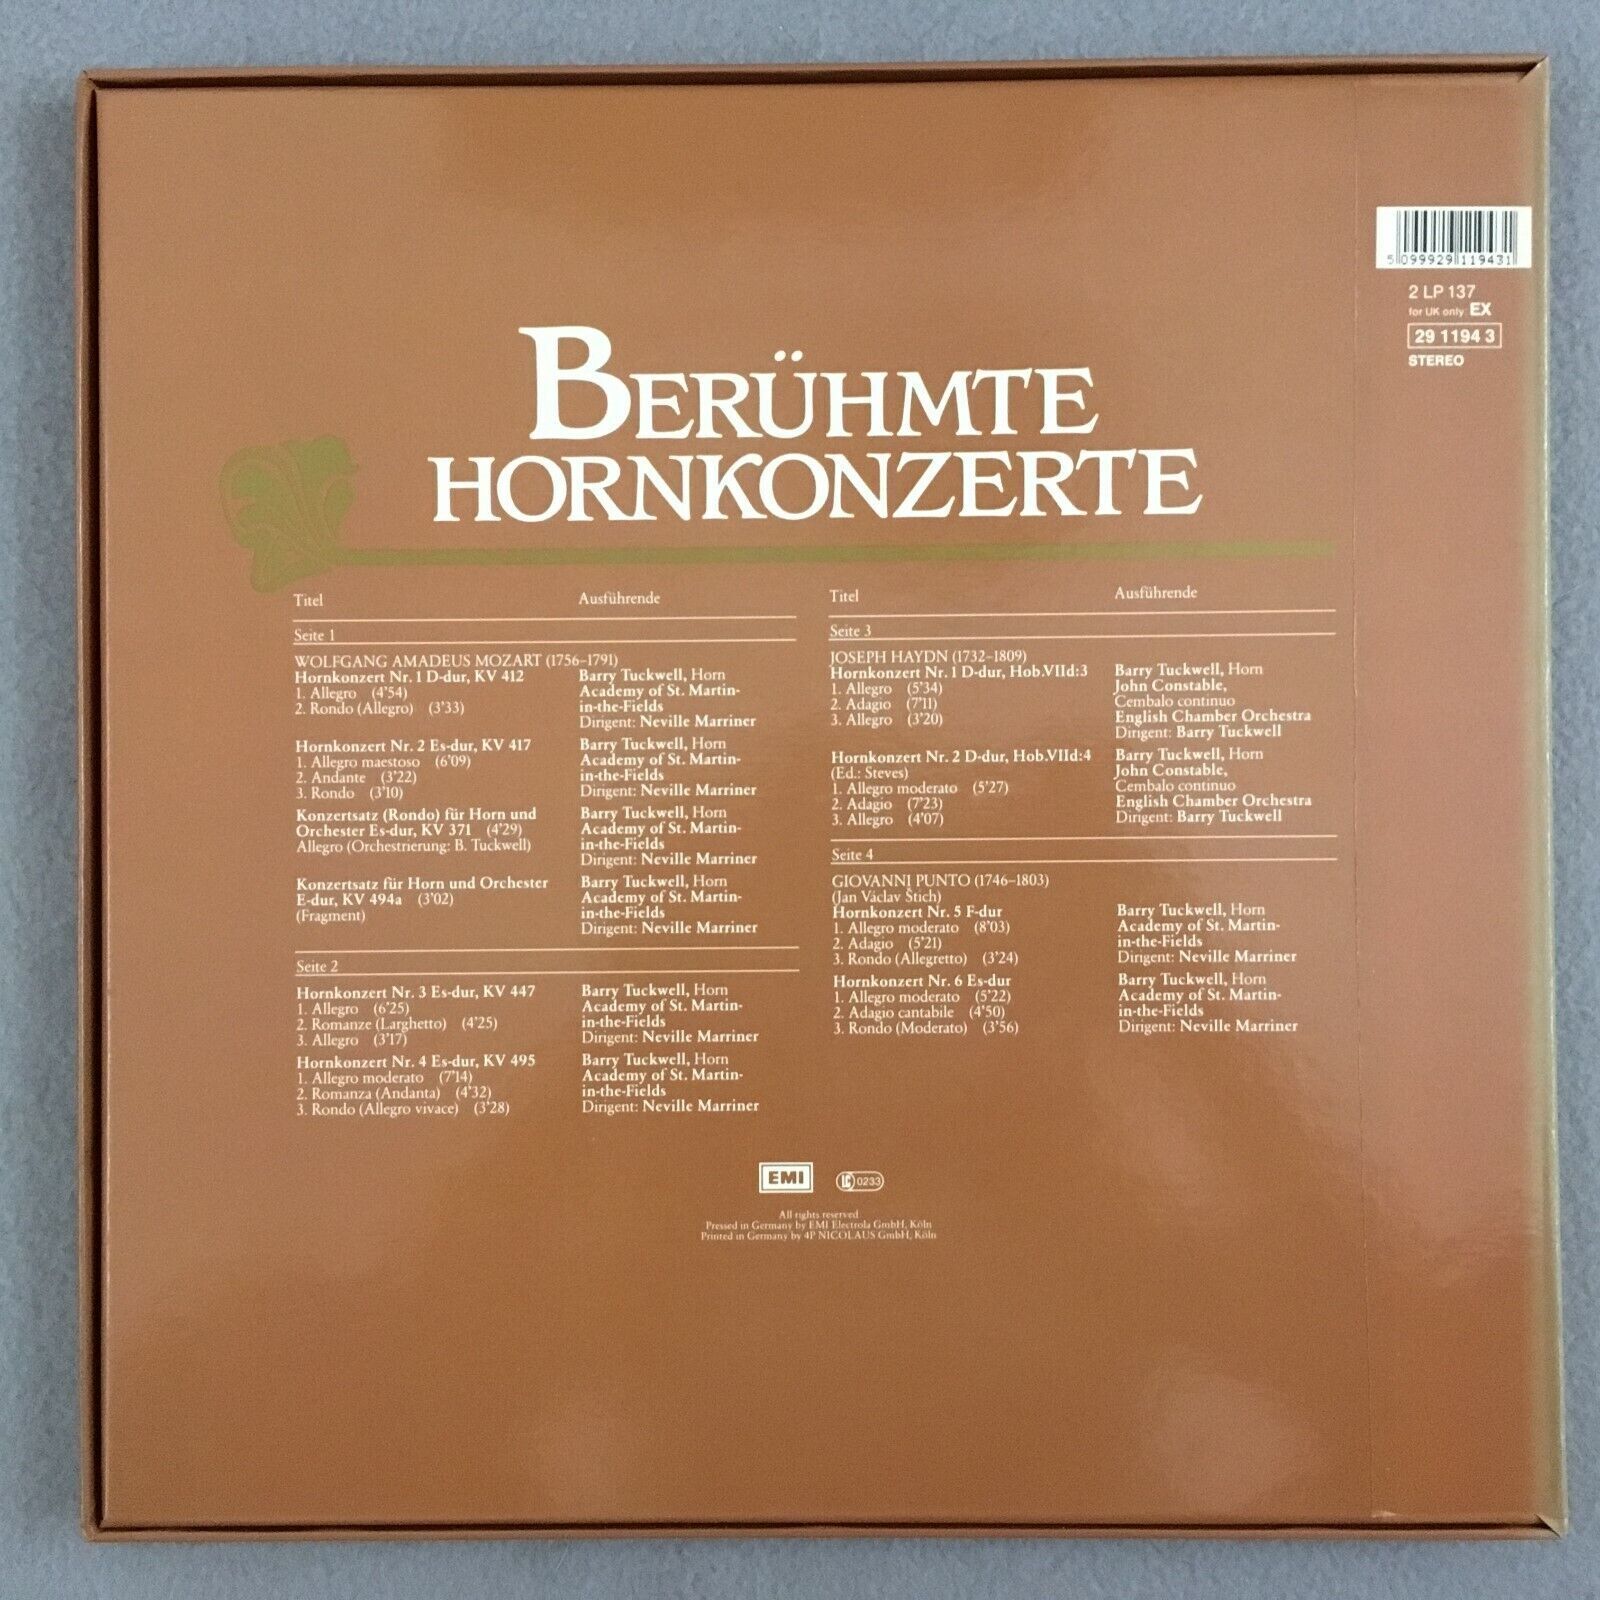 5 099929 119431
2 LP 137
for UK only: EX
29 1194 3
STEREO
BERÜHMTE
HORNKONZERTE
Titel Ausführende
Seite 1
WOLFGANG AMADEUS MOZART (1756–1791)
Hornkonzert Nr. 1 D-dur, KV 412 Barry Tuckwell, Horn
1. Allegro (4'54) Academy of St. Martin-
2. Rondo (Allegro) (3'33) in-the-Fields
Dirigent: Neville Marriner
Hornkonzert Nr. 2 Es-dur, KV 417 Barry Tuckwell, Horn
1. Allegro maestoso (6'09) Academy of St. Martin-
2. Andante (3'22) in-the-Fields
3. Rondo (3'10) Dirigent: Neville Marriner
Konzertsatz (Rondo) für Horn und Barry Tuckwell, Horn
Orchester Es-dur, KV 371 (4'29) Academy of St. Martin-
Allegro (Orchestrierung: B. Tuckwell) in-the-Fields
Dirigent: Neville Marriner
Konzertsatz für Horn und Orchester Barry Tuckwell, Horn
E-dur, KV 494a (3'02) Academy of St. Martin-
(Fragment) in-the-Fields
Dirigent: Neville Marriner
Seite 2
Hornkonzert Nr. 3 Es-dur, KV 447 Barry Tuckwell, Horn
1. Allegro (6'25) Academy of St. Martin-
2. Romanze (Larghetto) (4'25) in-the-Fields
3. Allegro (3'17) Dirigent: Neville Marriner
Hornkonzert Nr. 4 Es-dur, KV 495 Barry Tuckwell, Horn
1. Allegro moderato (7'14) Academy of St. Martin-
2. Romanza (Andanta) (4'32) in-the-Fields
3. Rondo (Allegro vivace) (3'28) Dirigent: Neville Marriner
Titel Ausführende
Seite 3
JOSEPH HAYDN (1732–1809)
Hornkonzert Nr. 1 D-dur, Hob.VIId:3 Barry Tuckwell, Horn
1. Allegro (5'34) John Constable,
2. Adagio (7'11) Cembalo continuo
3. Allegro (3'20) English Chamber Orchestra
Dirigent: Barry Tuckwell
Hornkonzert Nr. 2 D-dur, Hob.VIId:4 Barry Tuckwell, Horn
(Ed.: Steves) John Constable,
1. Allegro moderato (5'27) Cembalo continuo
2. Adagio (7'23) English Chamber Orchestra
3. Allegro (4'07) Dirigent: Barry Tuckwell
Seite 4
GIOVANNI PUNTO (1746–1803)
(Jan Václav Štich)
Hornkonzert Nr. 5 F-dur Barry Tuckwell, Horn
1. Allegro moderato (8'03) Academy of St. Martin-
2. Adagio (5'21) in-the-Fields
3. Rondo (Allegretto) (3'24) Dirigent: Neville Marriner
Hornkonzert Nr. 6 Es-dur Barry Tuckwell, Horn
1. Allegro moderato (5'22) Academy of St. Martin-
2. Adagio cantabile (4'50) in-the-Fields
3. Rondo (Moderato) (3'56) Dirigent: Neville Marriner
EMI LC 0233
All rights reserved
Pressed in Germany by EMI Electrola GmbH, Köln
Printed in Germany by 4P NICOLAUS GmbH, Köln